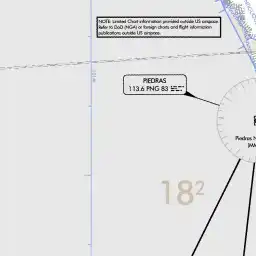 NOTE: Limited Chart information provided outside US airspace.
Refer to DoD (NGA) or foreign charts and flight information
publications outside US airspace.
PIEDRAS
113.6 PNG 83
Piedras N
18²